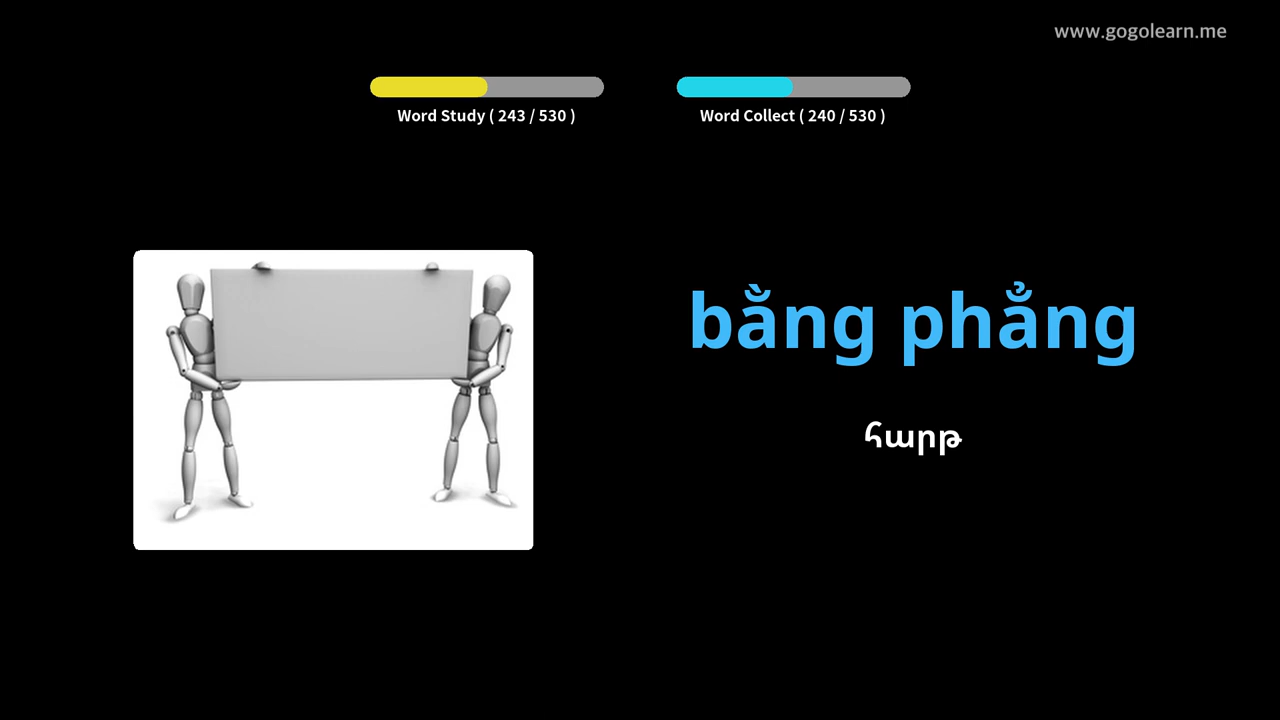 www.gogolearn.me
Word Study ( 243 / 530 )
Word Collect ( 240 / 530 )
bằng phẳng
հարթ